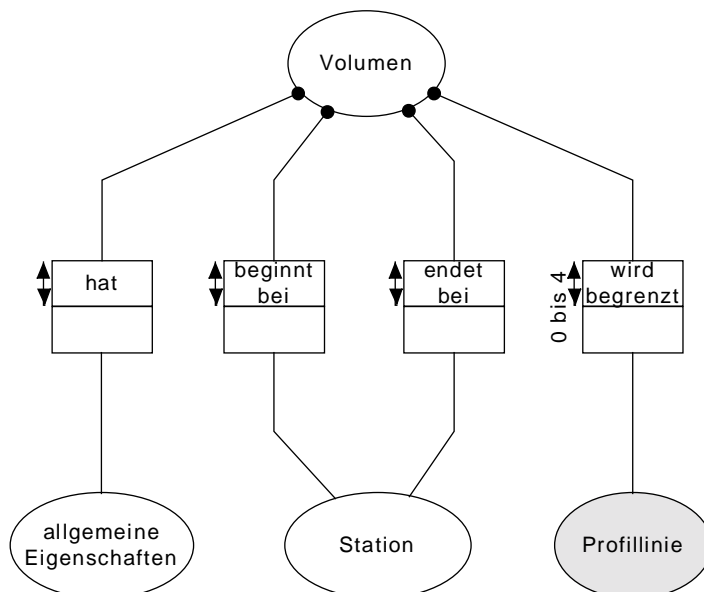 Volumen
hat
beginnt
bei
endet
bei
0 bis 4
wird
begrenzt
allgemeine
Eigenschaften
Station
Profillinie